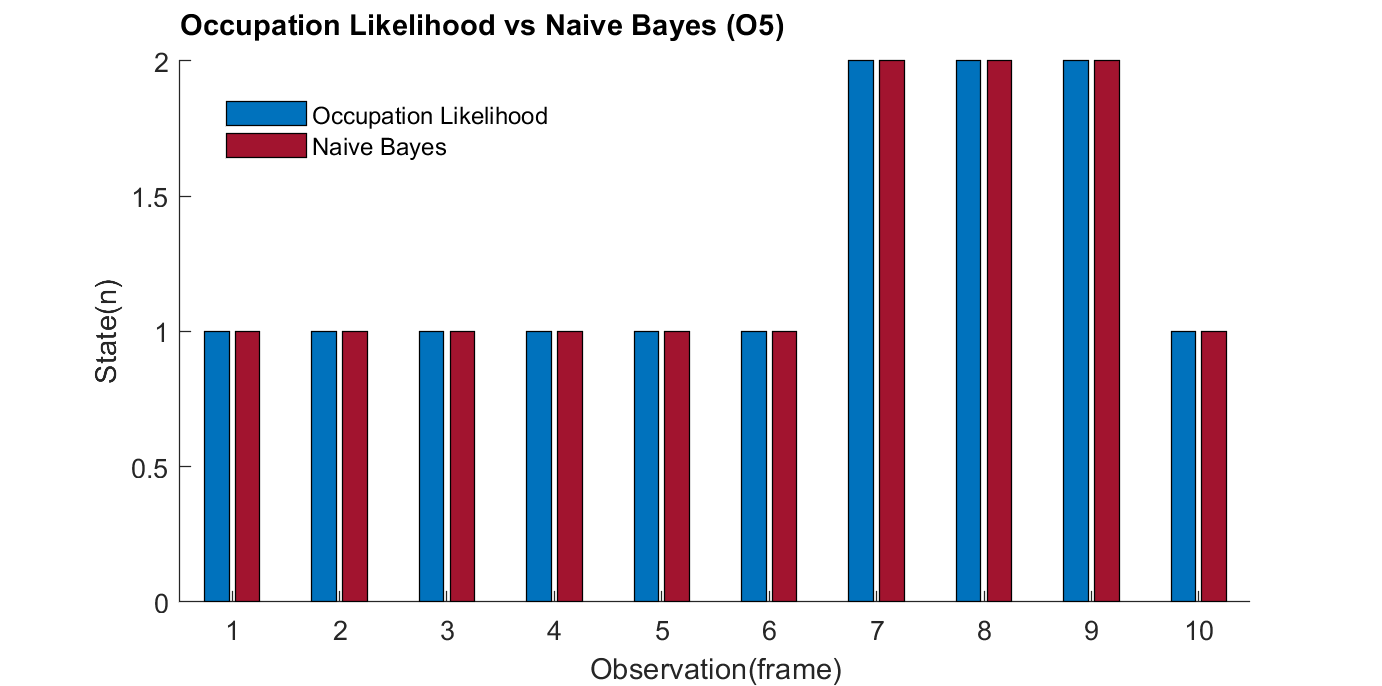 Occupation Likelihood vs Naive Bayes (O5)
2
Occupation Likelihood
Naive Bayes
1.5
State(n)
1
0.5
0
1 2 3 4 5 6 7 8 9 10
Observation(frame)